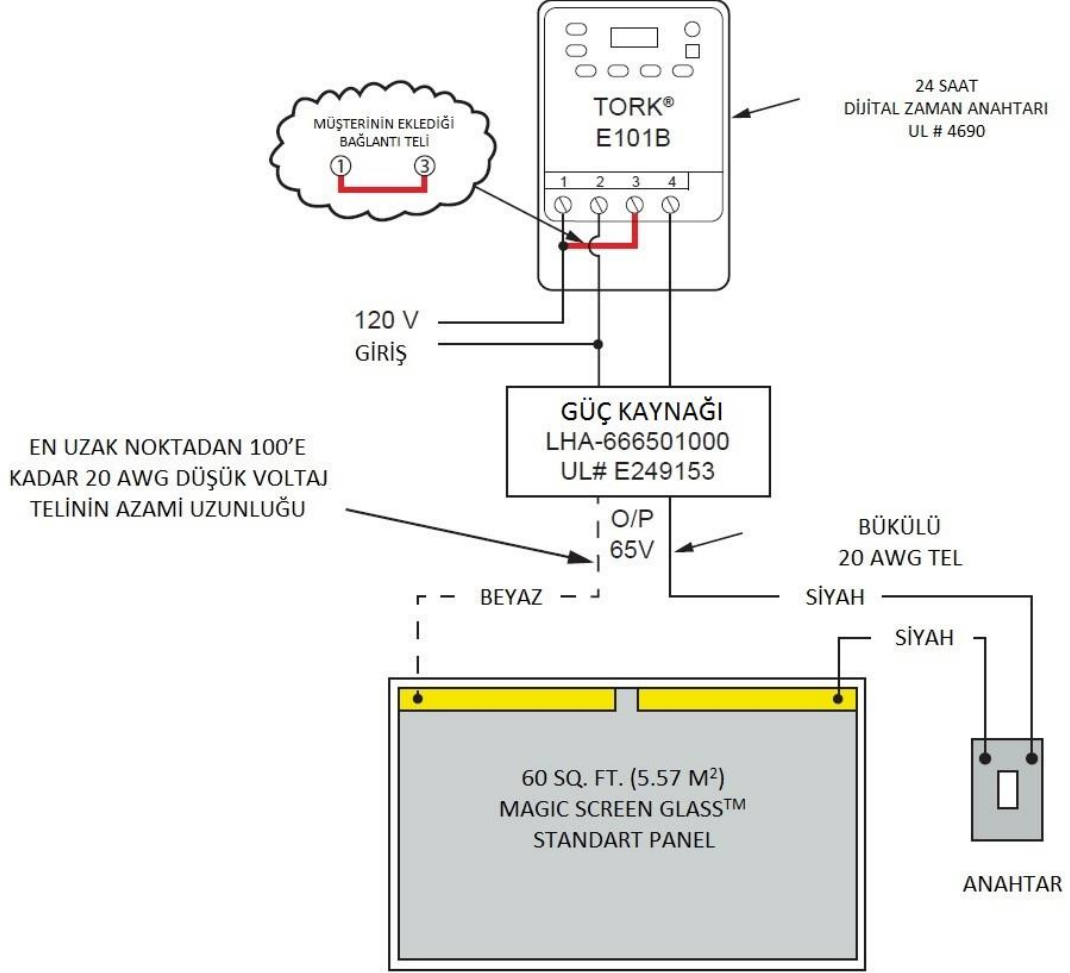 TORK®
E101B
1 2 3 4
24 SAAT
DİJİTAL ZAMAN ANAHTARI
UL # 4690
MÜŞTERİNİN EKLEDİĞİ
BAĞLANTI TELİ
1 3
120 V
GİRİŞ
GÜÇ KAYNAĞI
LHA-666501000
UL# E249153
EN UZAK NOKTADAN 100'E
KADAR 20 AWG DÜŞÜK VOLTAJ
TELİNİN AZAMİ UZUNLUĞU
O/P
65V
BÜKÜLÜ
20 AWG TEL
BEYAZ
SİYAH
SİYAH
60 SQ. FT. (5.57 M²)
MAGIC SCREEN GLASS™
STANDART PANEL
ANAHTAR